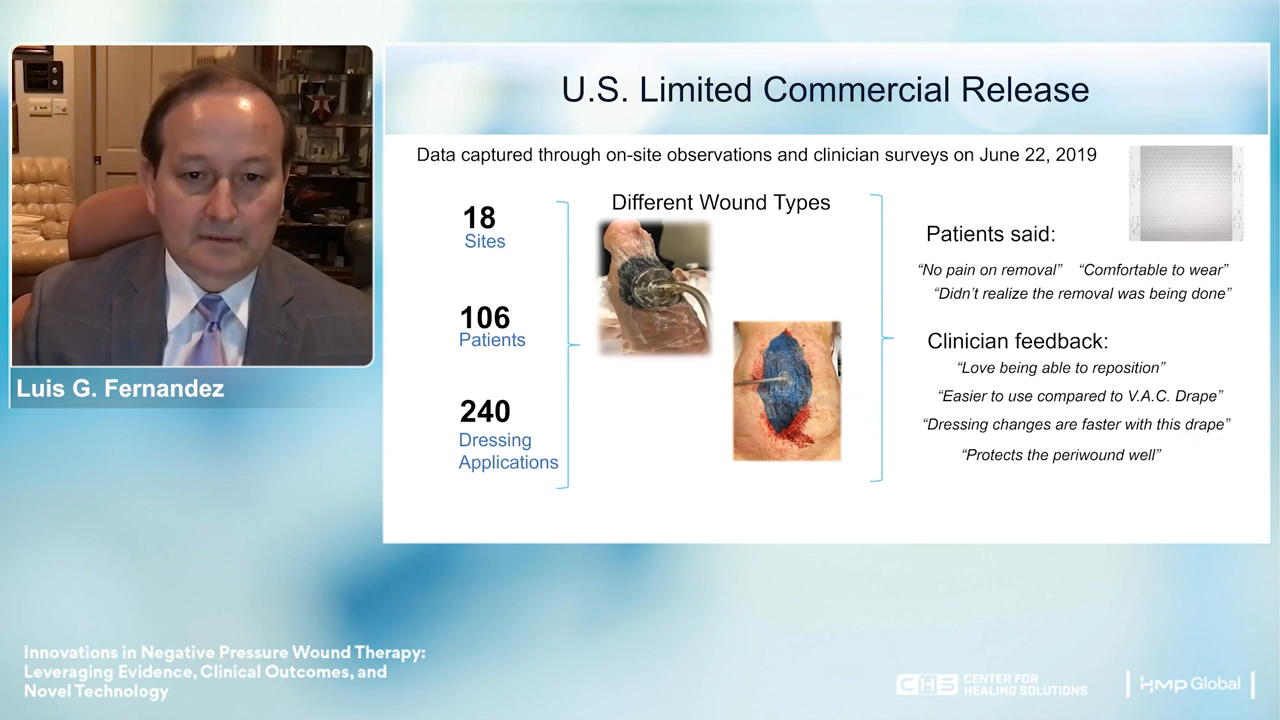 U.S. Limited Commercial Release
Data captured through on-site observations and clinician surveys on June 22, 2019
18
Sites
106
Patients
240
Dressing
Applications
Different Wound Types
Patients said:
“No pain on removal” “Comfortable to wear”
“Didn’t realize the removal was being done”
Clinician feedback:
“Love being able to reposition”
“Easier to use compared to V.A.C. Drape”
“Dressing changes are faster with this drape”
“Protects the periwound well”
Luis G. Fernandez
Innovations in Negative Pressure Wound Therapy:
Leveraging Evidence, Clinical Outcomes, and
Novel Technology
CHS CENTER FOR
HEALING SOLUTIONS
HMP Global